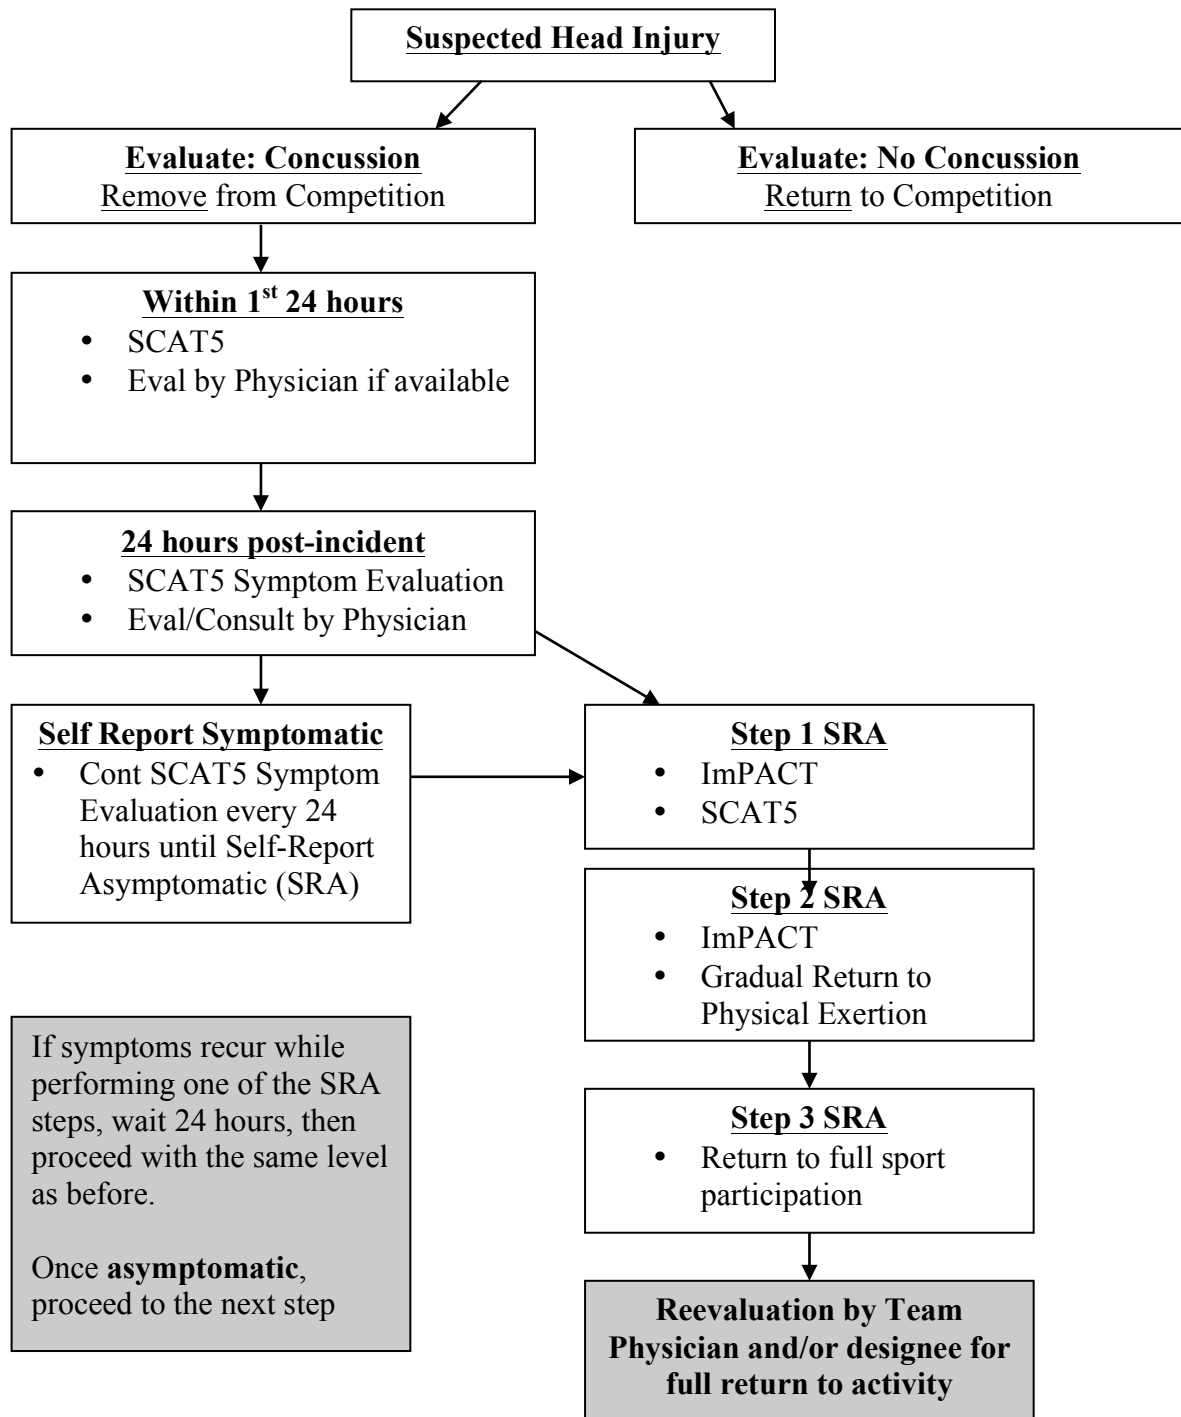 Suspected Head Injury
Evaluate: Concussion
Remove from Competition
Evaluate: No Concussion
Return to Competition
Within 1st 24 hours
• SCAT5
• Eval by Physician if available
24 hours post-incident
• SCAT5 Symptom Evaluation
• Eval/Consult by Physician
Self Report Symptomatic
• Cont SCAT5 Symptom
Evaluation every 24
hours until Self-Report
Asymptomatic (SRA)
Step 1 SRA
• ImPACT
• SCAT5
Step 2 SRA
• ImPACT
• Gradual Return to
Physical Exertion
If symptoms recur while
performing one of the SRA
steps, wait 24 hours, then
proceed with the same level
as before.
Once asymptomatic,
proceed to the next step
Step 3 SRA
• Return to full sport
participation
Reevaluation by Team
Physician and/or designee for
full return to activity